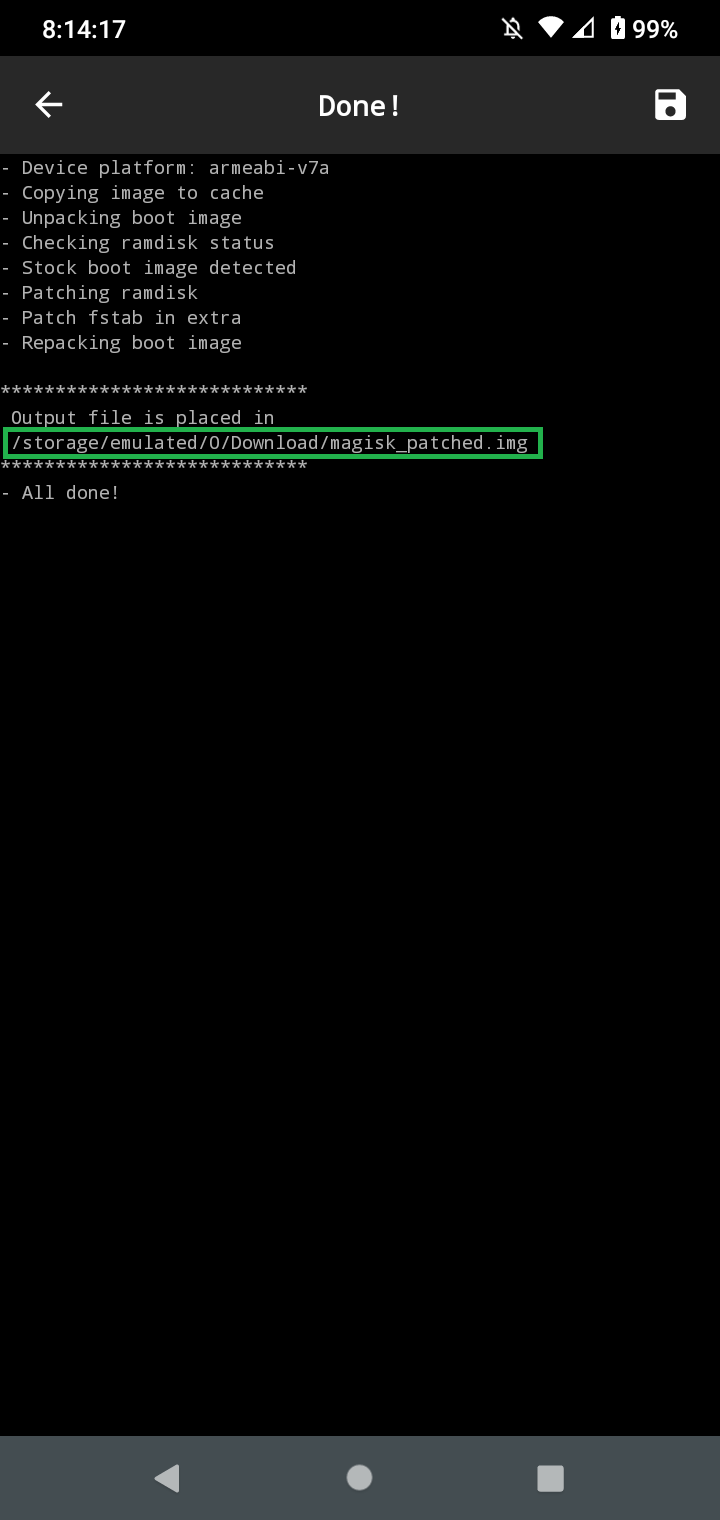 8:14:17 99%
Done!
- Device platform: armeabi-v7a
- Copying image to cache
- Unpacking boot image
- Checking ramdisk status
- Stock boot image detected
- Patching ramdisk
- Patch fstab in extra
- Repacking boot image
****************************
Output file is placed in
/storage/emulated/0/Download/magisk_patched.img
****************************
- All done!